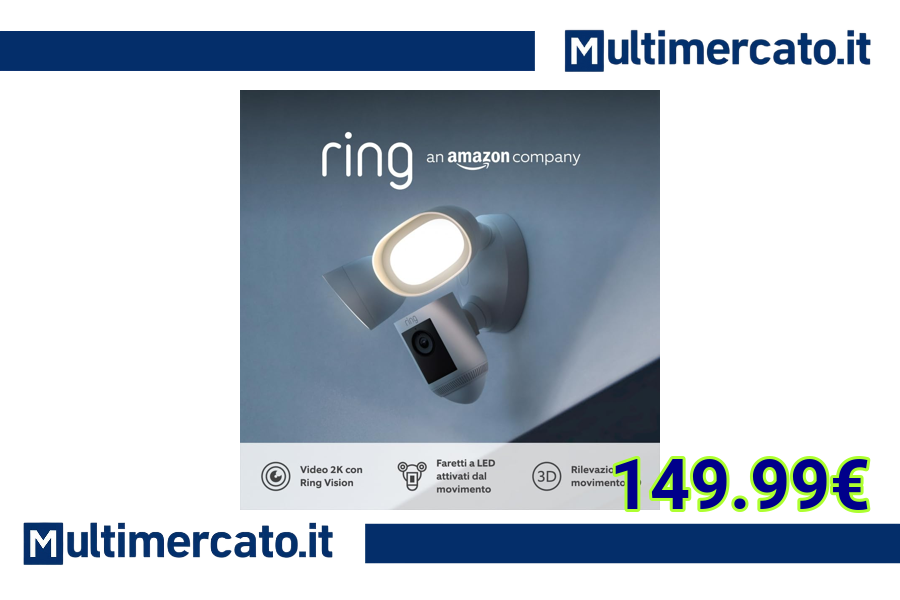 Multimercato.it
ring an amazon company
ring
Video 2K con
Ring Vision
Faretti a LED
attivati dal
movimento
3D
movimento
149.99€
Multimercato.it